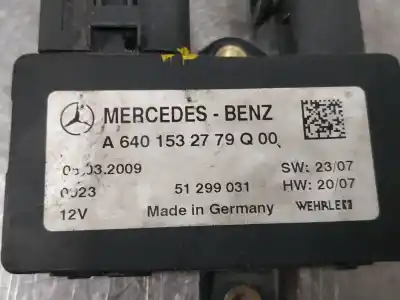 MERCEDES - BENZ
A 640 153 27 79 Q 00
.03.2009 SW: 23/07
0023 51 299 031 HW: 20/07
12V Made in Germany WEHRLE